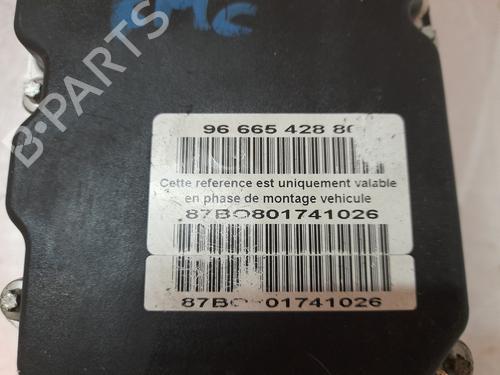 96 665 428 80
Cette reference est uniquement valable
en phase de montage vehicule
87BO801741026
B-PARTS